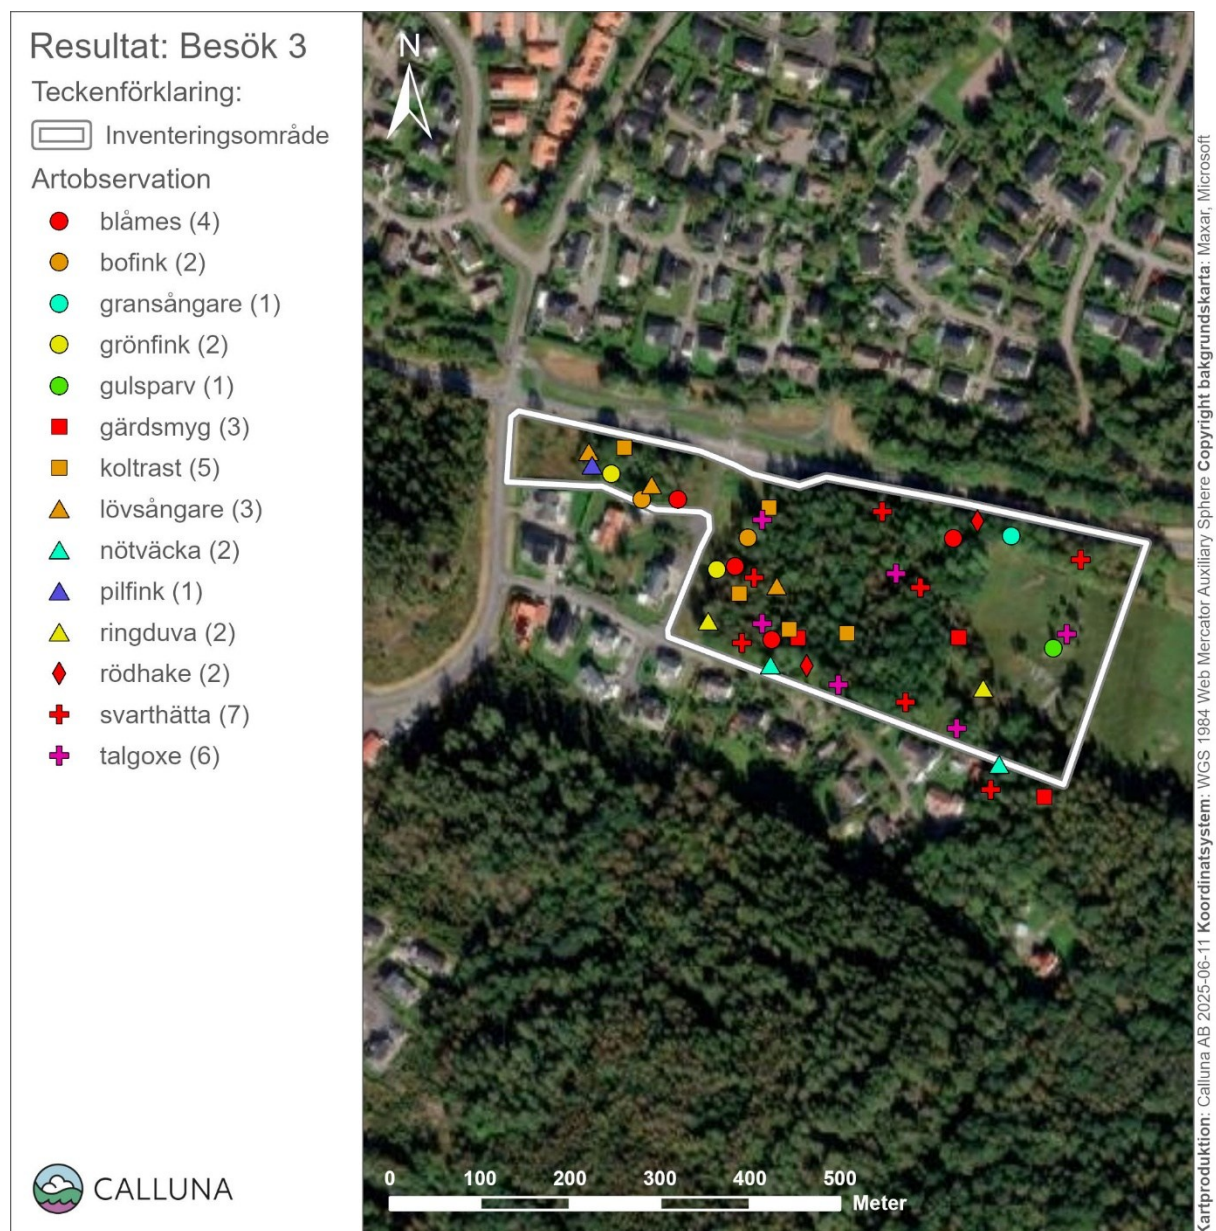 Resultat: Besök 3
Teckenförklaring:
Inventeringsområde
Artobservation
blåmes (4)
bofink (2)
gransångare (1)
grönfink (2)
gulsparv (1)
gärdsmyg (3)
koltrast (5)
lövsångare (3)
nötväcka (2)
pilfink (1)
ringduva (2)
rödhake (2)
svarthätta (7)
talgoxe (6)
CALLUNA
N
0 100 200 300 400 500
Meter
Kartproduktion: Calluna AB 2025-06-11 Koordinatsystem: WGS 1984 Web Mercator Auxiliary Sphere Copyright bakgrundskarta: Maxar, Microsoft